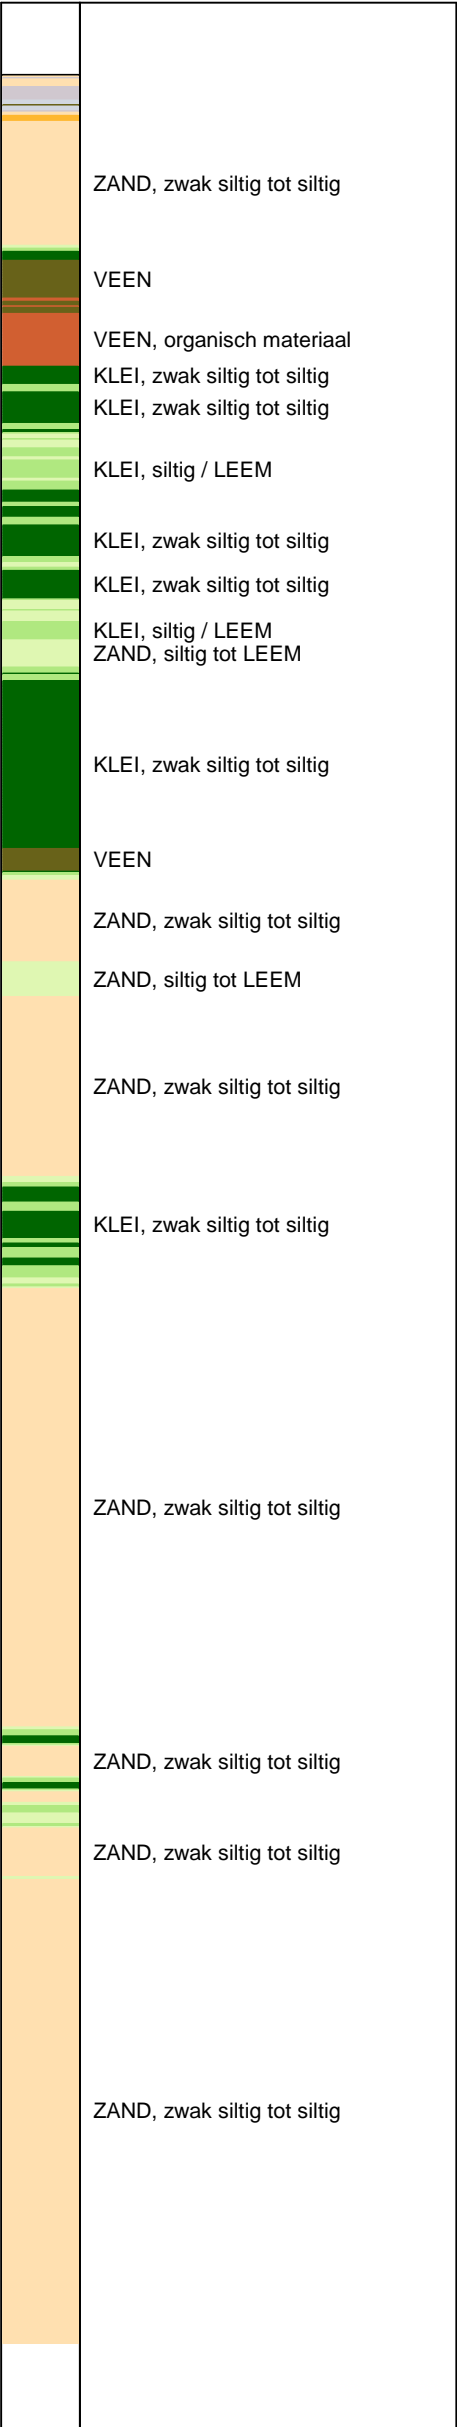 ZAND, zwak siltig tot siltig
VEEN
VEEN, organisch materiaal
KLEI, zwak siltig tot siltig
KLEI, zwak siltig tot siltig
KLEI, siltig / LEEM
KLEI, zwak siltig tot siltig
KLEI, zwak siltig tot siltig
KLEI, siltig / LEEM
ZAND, siltig tot LEEM
KLEI, zwak siltig tot siltig
VEEN
ZAND, zwak siltig tot siltig
ZAND, siltig tot LEEM
ZAND, zwak siltig tot siltig
KLEI, zwak siltig tot siltig
ZAND, zwak siltig tot siltig
ZAND, zwak siltig tot siltig
ZAND, zwak siltig tot siltig
ZAND, zwak siltig tot siltig